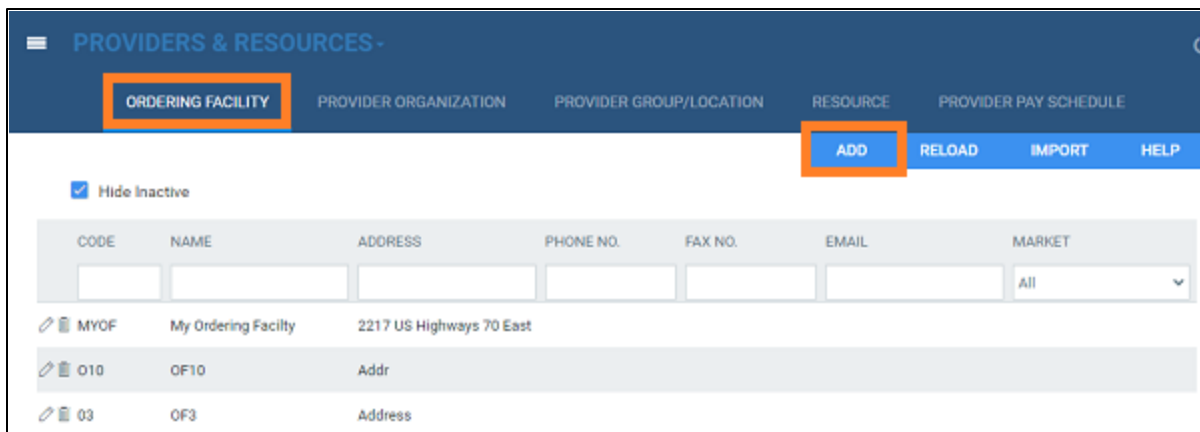 PROVIDERS & RESOURCES
ORDERING FACILITY PROVIDER ORGANIZATION PROVIDER GROUP/LOCATION RESOURCE PROVIDER PAY SCHEDULE
ADD RELOAD IMPORT HELP
Hide Inactive
CODE NAME ADDRESS PHONE NO. FAX NO. EMAIL MARKET
All
MYOF My Ordering Facilty 2217 US Highways 70 East
O10 OF10 Addr
03 OF3 Address